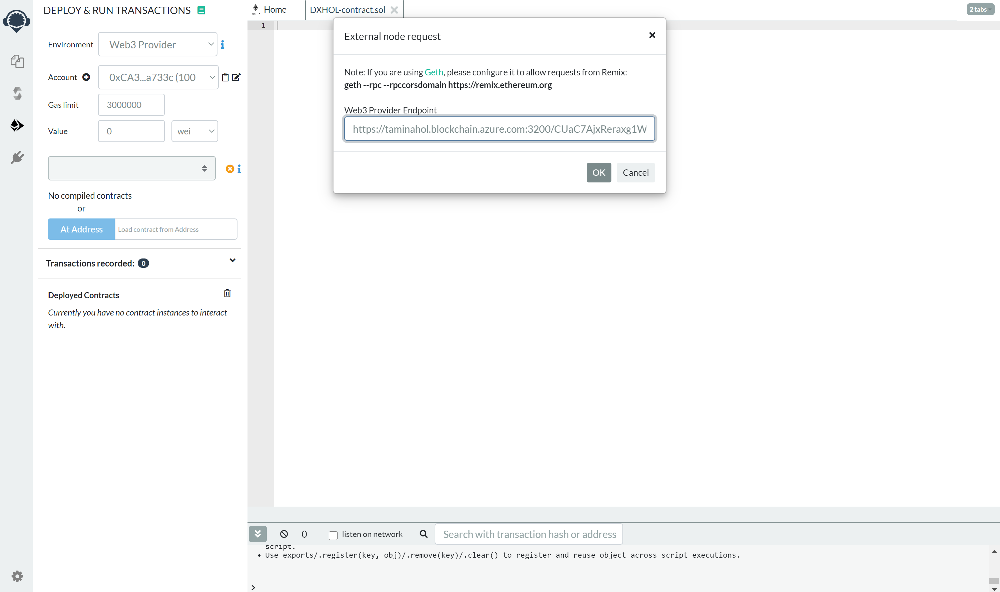 DEPLOY & RUN TRANSACTIONS
Environment
Web3 Provider
Account
0xCA3...a733c (100
Gas limit
3000000
Value
0
wei
No compiled contracts
or
At Address
Load contract from Address
Transactions recorded: 0
Deployed Contracts
Currently you have no contract instances to interact
with.
remix
Home
DXHOL-contract.sol
2 tabs
1
External node request
Note: If you are using Geth, please configure it to allow requests from Remix:
geth --rpc --rpccorsdomain https://remix.ethereum.org
Web3 Provider Endpoint
https://taminahol.blockchain.azure.com:3200/CUaC7AjxReraxg1W
OK
Cancel
0
listen on network
Search with transaction hash or address
script.
• Use exports/.register(key, obj)/.remove(key)/.clear() to register and reuse object across script executions.
>